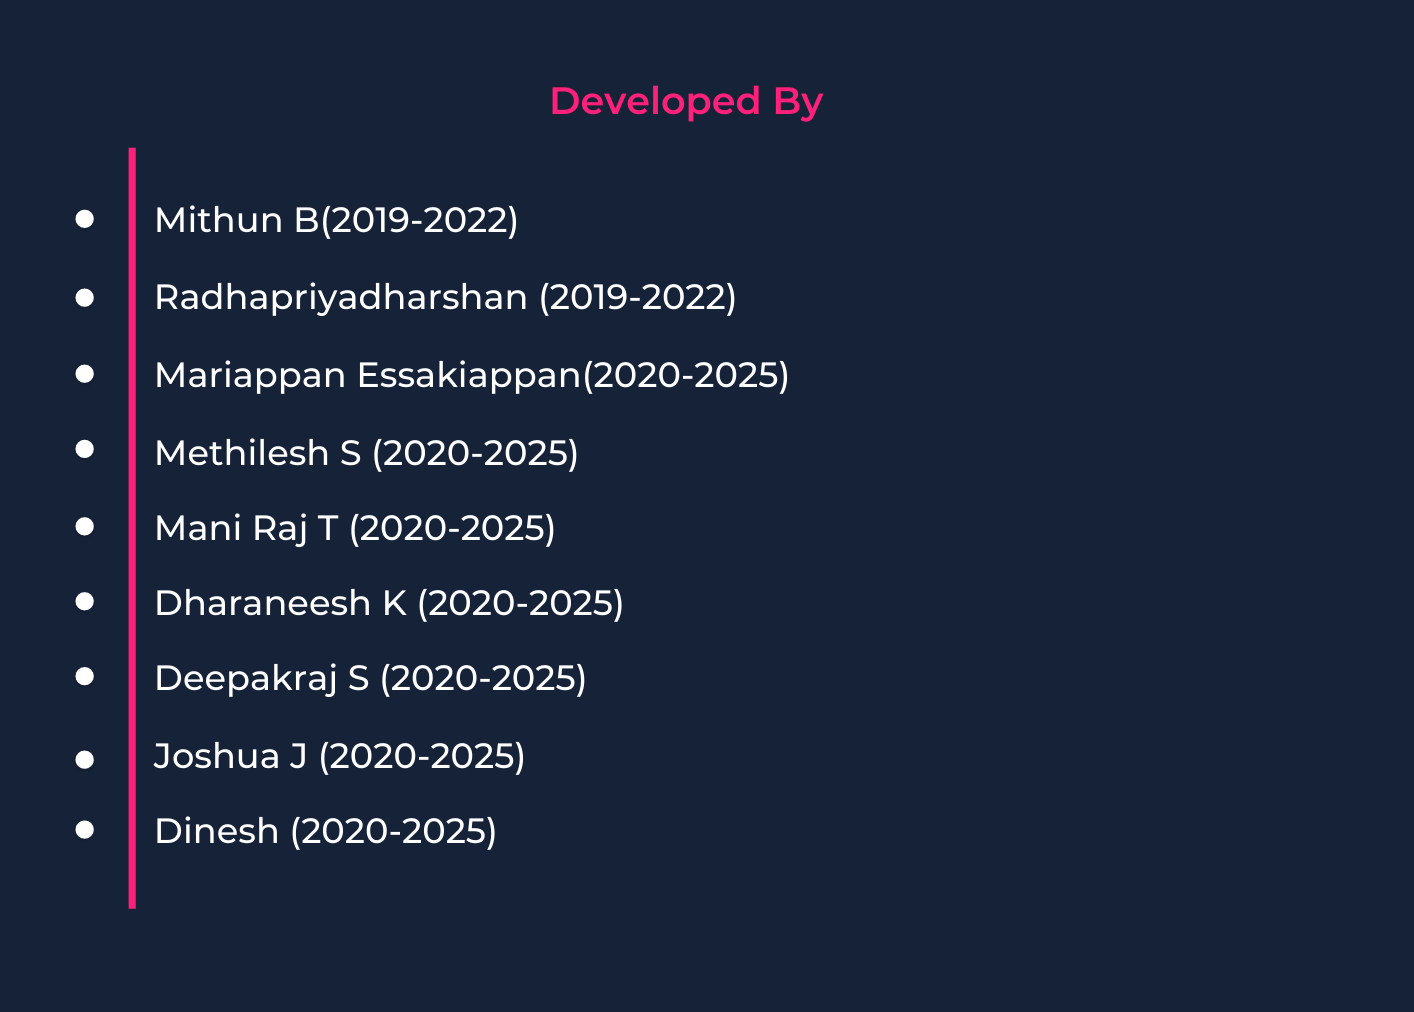 Developed By
Mithun B(2019-2022)
Radhapriyadharshan (2019-2022)
Mariappan Essakiappan(2020-2025)
Methilesh S (2020-2025)
Mani Raj T (2020-2025)
Dharaneesh K (2020-2025)
Deepakraj S (2020-2025)
Joshua J (2020-2025)
Dinesh (2020-2025)